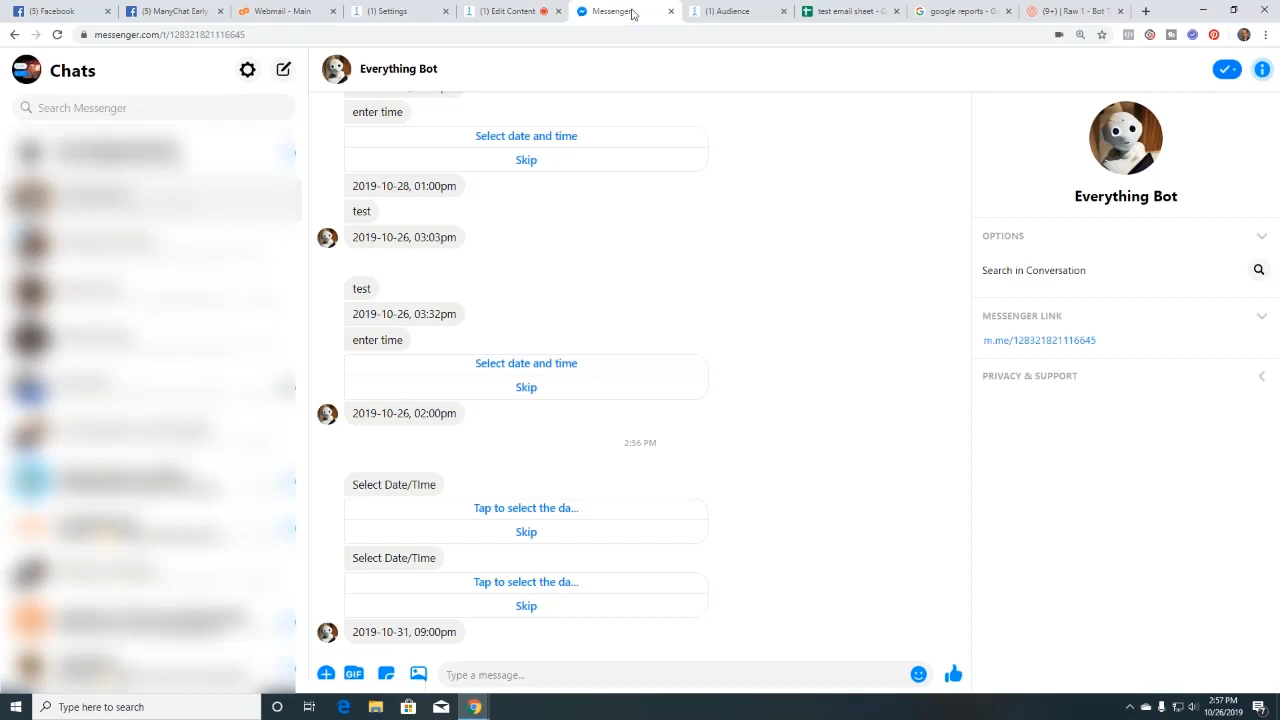 (5) Facebook
(5) ManyChat Early
Webmail - Main
(1) Settings
(1) Edit Content
Messenger
(1) Audience
test email sheet - G
google reports - G
(9+) | Raw 1 - Bot T
messenger.com/t/128321821116645
Chats
Everything Bot
Search Messenger
enter time
Select date and time
Skip
2019-10-28, 01:00pm
test
2019-10-26, 03:03pm
test
2019-10-26, 03:32pm
enter time
Select date and time
Skip
2019-10-26, 02:00pm
2:56 PM
Select Date/TIme
Tap to select the da...
Skip
Select Date/TIme
Tap to select the da...
Skip
2019-10-31, 09:00pm
GIF
Type a message...
Everything Bot
OPTIONS
Search in Conversation
MESSENGER LINK
m.me/128321821116645
PRIVACY & SUPPORT
Type here to search
2:57 PM
10/26/2019